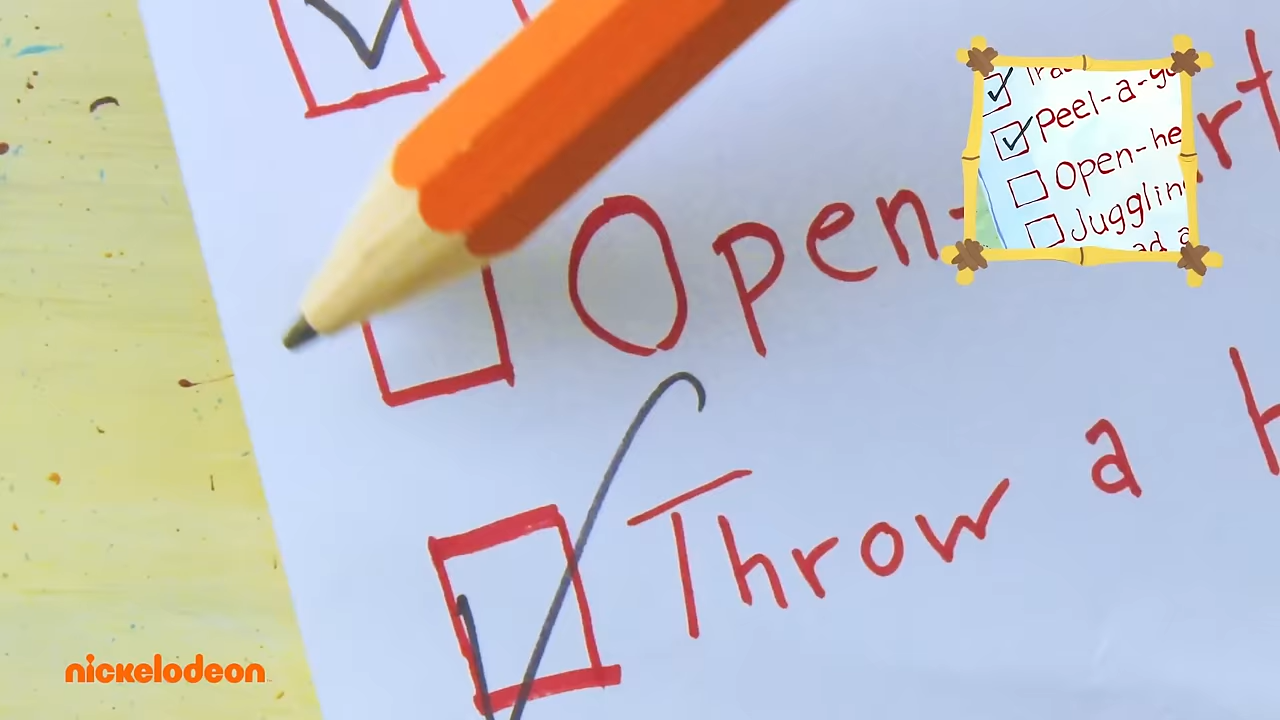 Open-
Throw a
Peel-a-
Open-he
Jugglin
nickelodeon